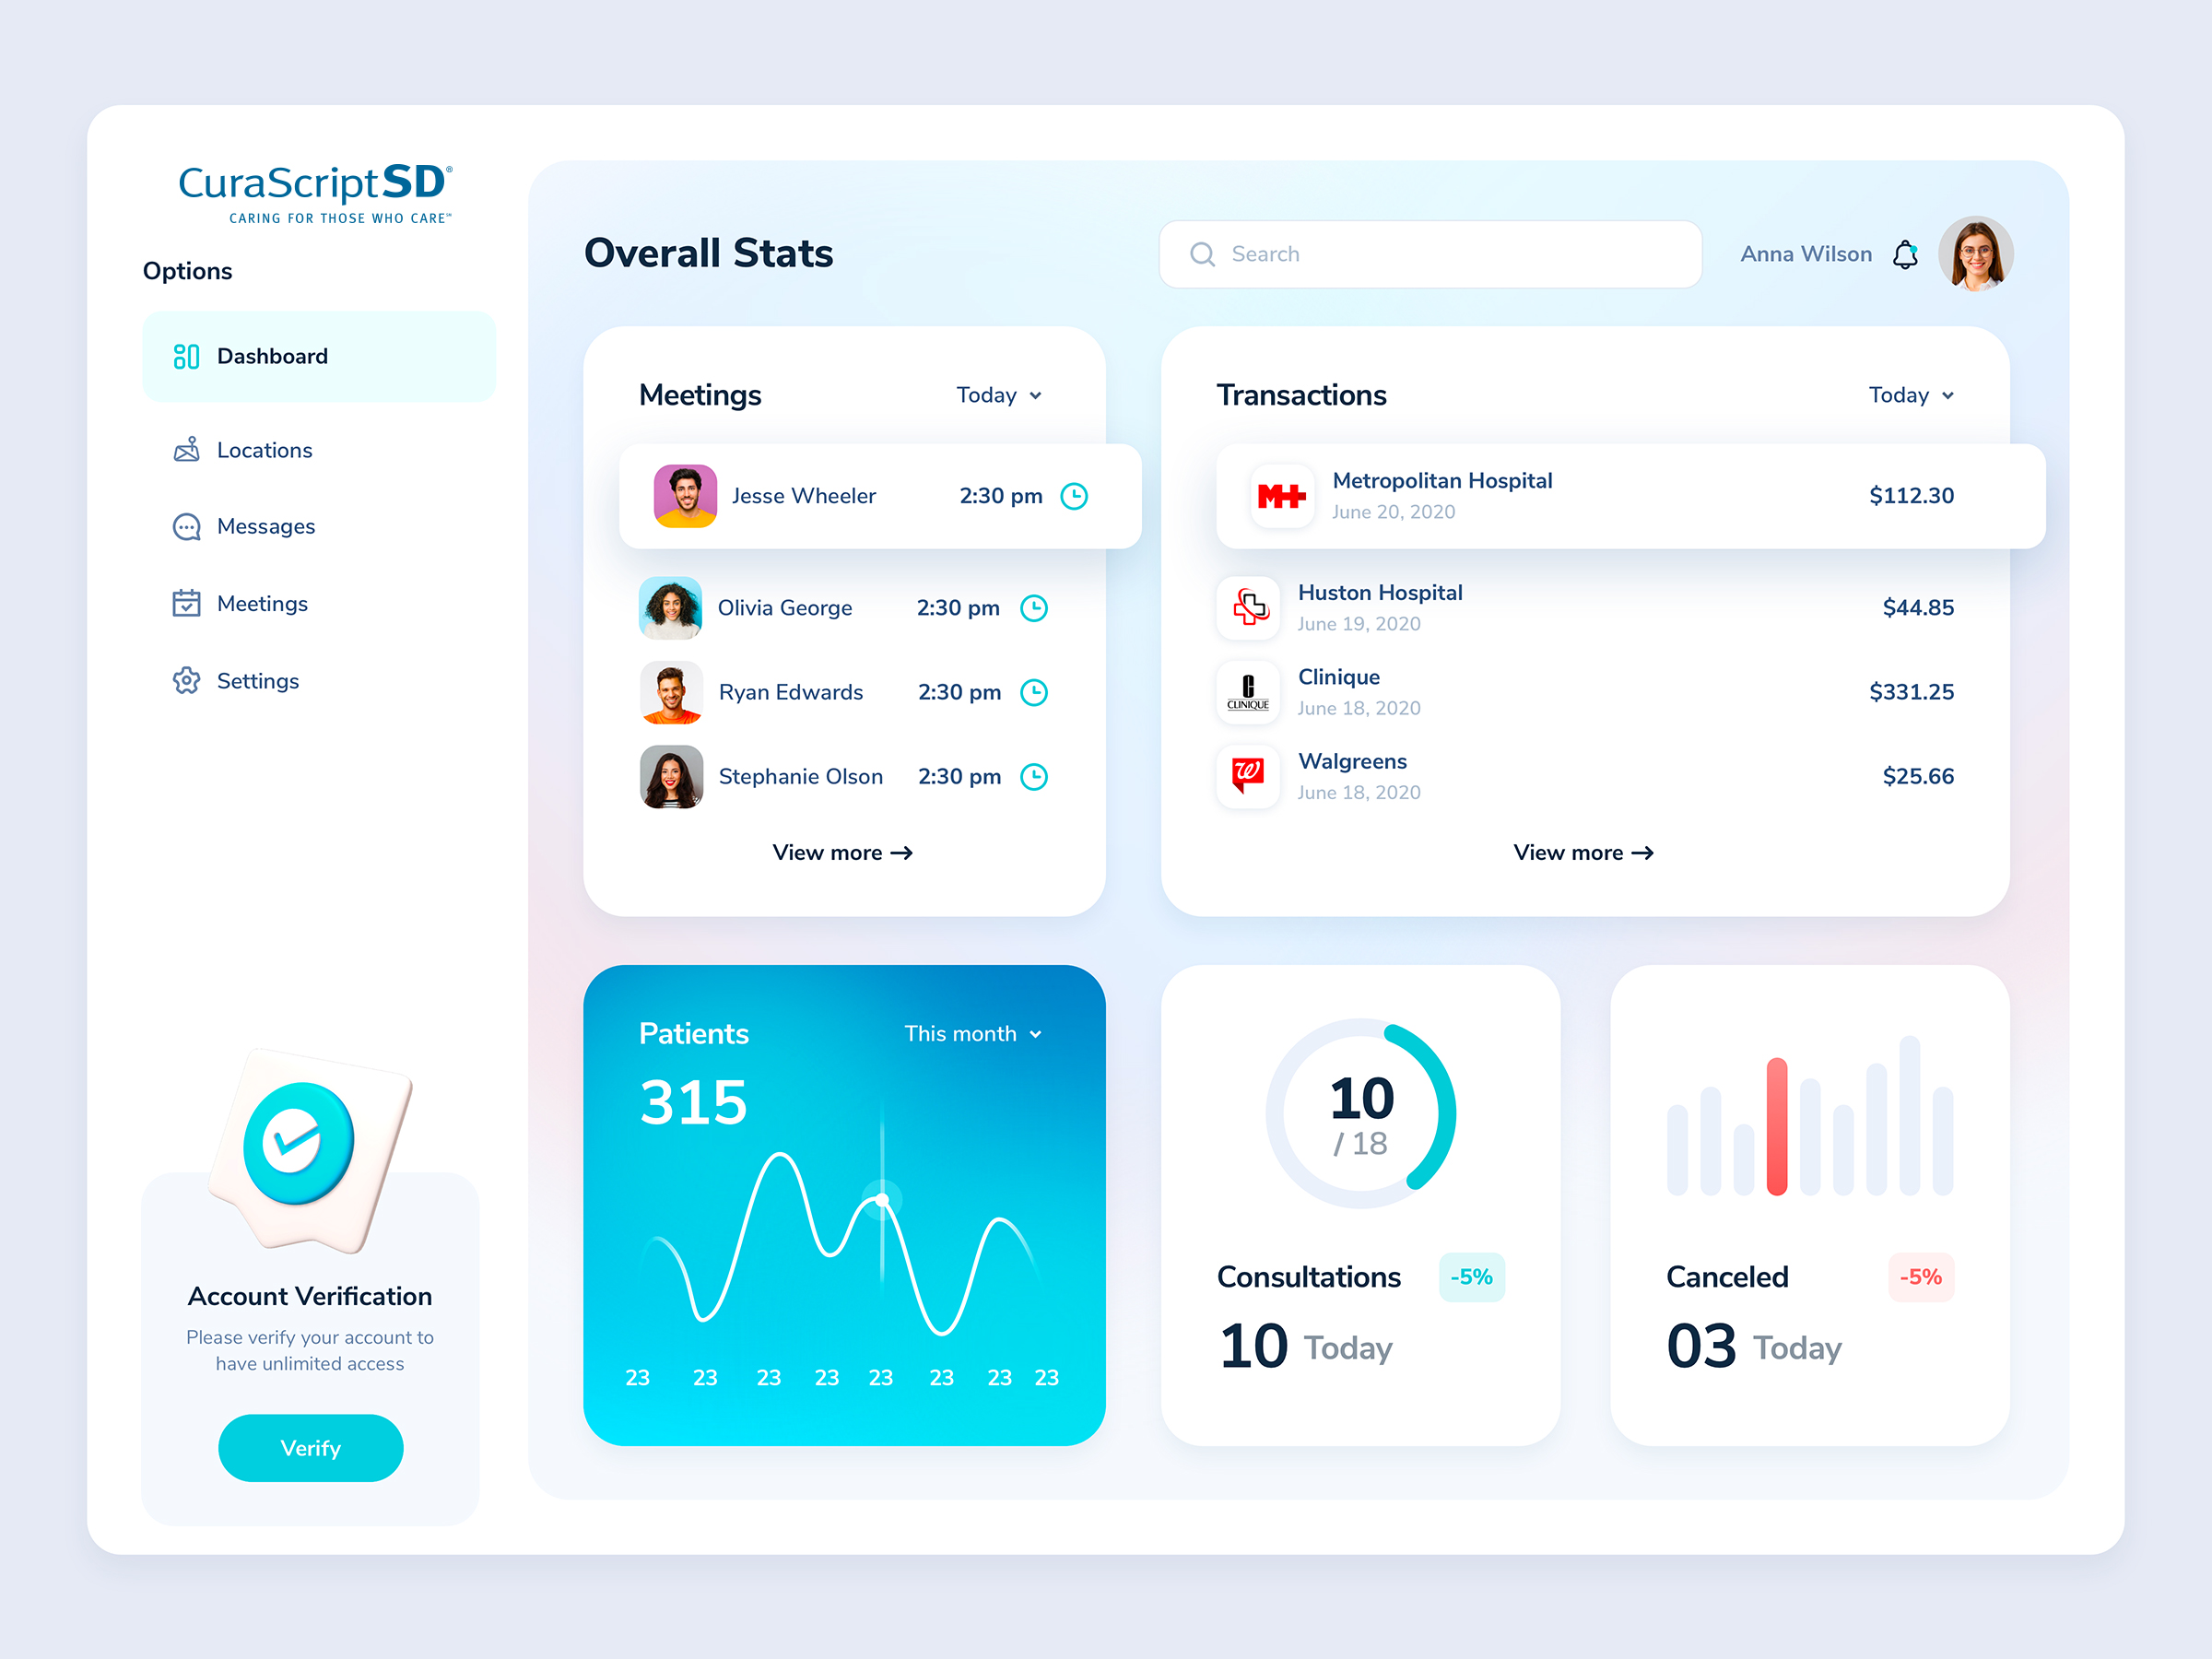 CuraScriptSD®
CARING FOR THOSE WHO CARE℠
Options
Dashboard
Locations
Messages
Meetings
Settings
Account Verification
Please verify your account to
have unlimited access
Verify
Overall Stats
Search
Anna Wilson
Meetings
Today
Jesse Wheeler 2:30 pm
Olivia George 2:30 pm
Ryan Edwards 2:30 pm
Stephanie Olson 2:30 pm
View more
Transactions
Today
M+
Metropolitan Hospital
June 20, 2020
$112.30
Huston Hospital
June 19, 2020
$44.85
C
CLINIQUE
Clinique
June 18, 2020
$331.25
W
Walgreens
June 18, 2020
$25.66
View more
Patients
This month
315
23 23 23 23 23 23 23 23
10
/ 18
Consultations
-5%
10 Today
Canceled
-5%
03 Today